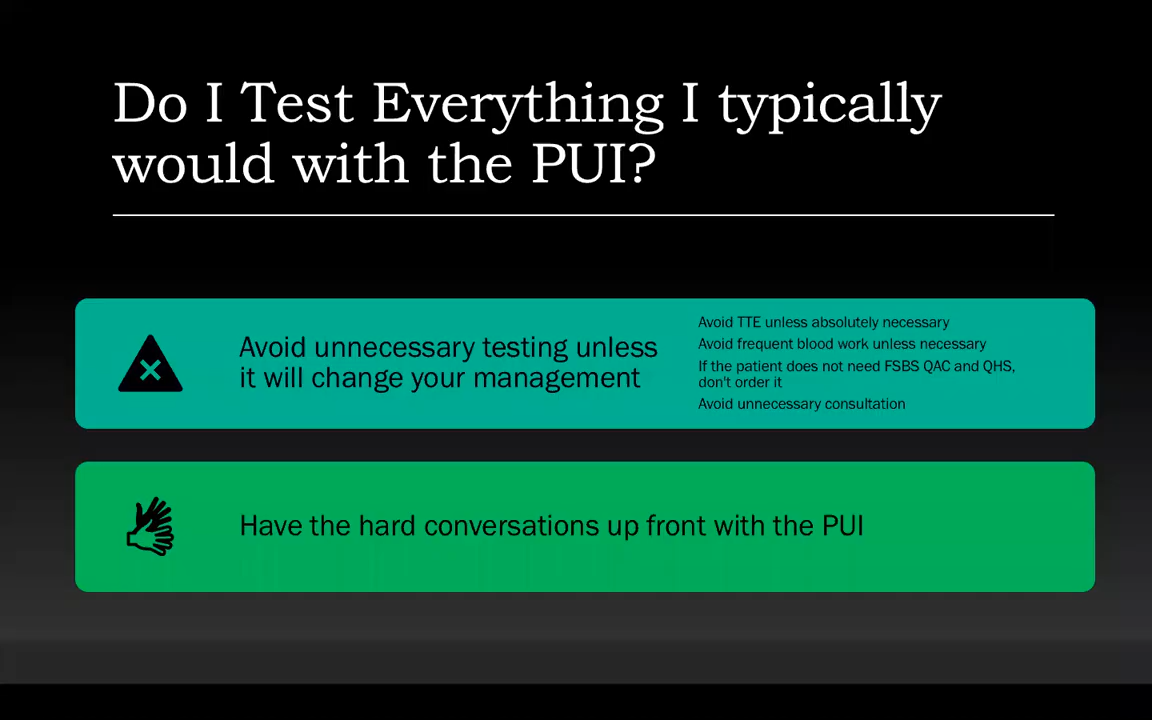 Do I Test Everything I typically
would with the PUI?
Avoid unnecessary testing unless
it will change your management
Avoid TTE unless absolutely necessary
Avoid frequent blood work unless necessary
If the patient does not need FSBS QAC and QHS,
don't order it
Avoid unnecessary consultation
Have the hard conversations up front with the PUI